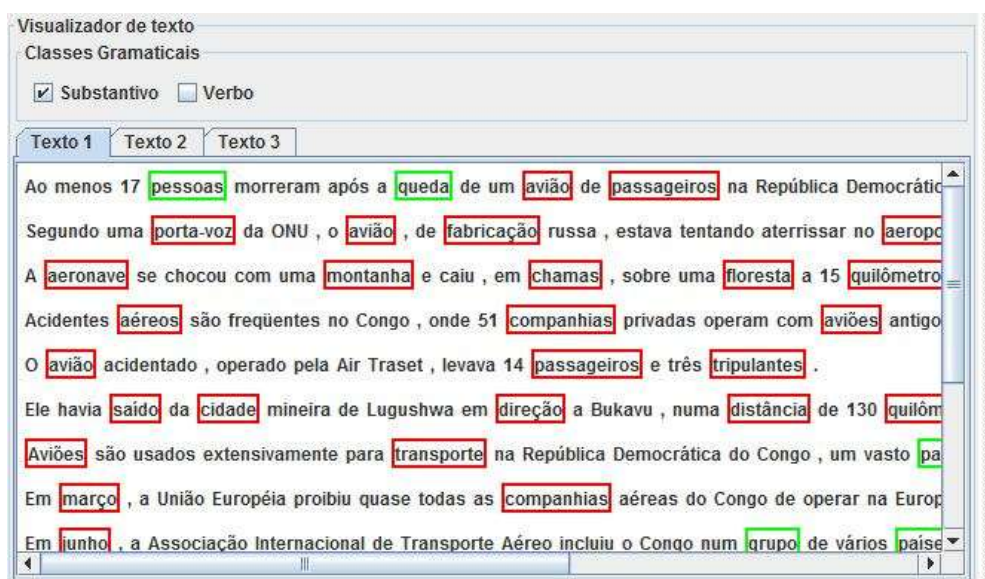 Visualizador de texto
Classes Gramaticais
Substantivo Verbo
Texto 1 Texto 2 Texto 3
Ao menos 17 pessoas morreram após a queda de um avião de passageiros na República Democrátic
Segundo uma porta-voz da ONU , o avião , de fabricação russa , estava tentando aterrissar no aeropo
A aeronave se chocou com uma montanha e caiu , em chamas , sobre uma floresta a 15 quilômetro
Acidentes aéreos são freqüentes no Congo , onde 51 companhias privadas operam com aviões antigo
O avião acidentado , operado pela Air Traset , levava 14 passageiros e três tripulantes .
Ele havia saído da cidade mineira de Lugushwa em direção a Bukavu , numa distância de 130 quilôm
Aviões são usados extensivamente para transporte na República Democrática do Congo , um vasto pa
Em março , a União Européia proibiu quase todas as companhias aéreas do Congo de operar na Europ
Em junho , a Associação Internacional de Transporte Aéreo incluiu o Congo num grupo de vários paíse